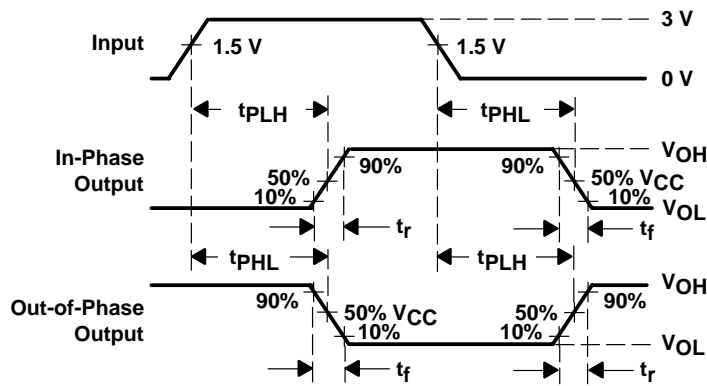 3 V
Input
1.5 V
1.5 V
0 V
tPLH
tPHL
In-Phase
Output
VOH
90%
90%
50%
50% VCC
10%
10%
VOL
tr
tf
tPHL
tPLH
Out-of-Phase
Output
VOH
90%
90%
50% VCC
50%
10%
10%
VOL
tf
tr